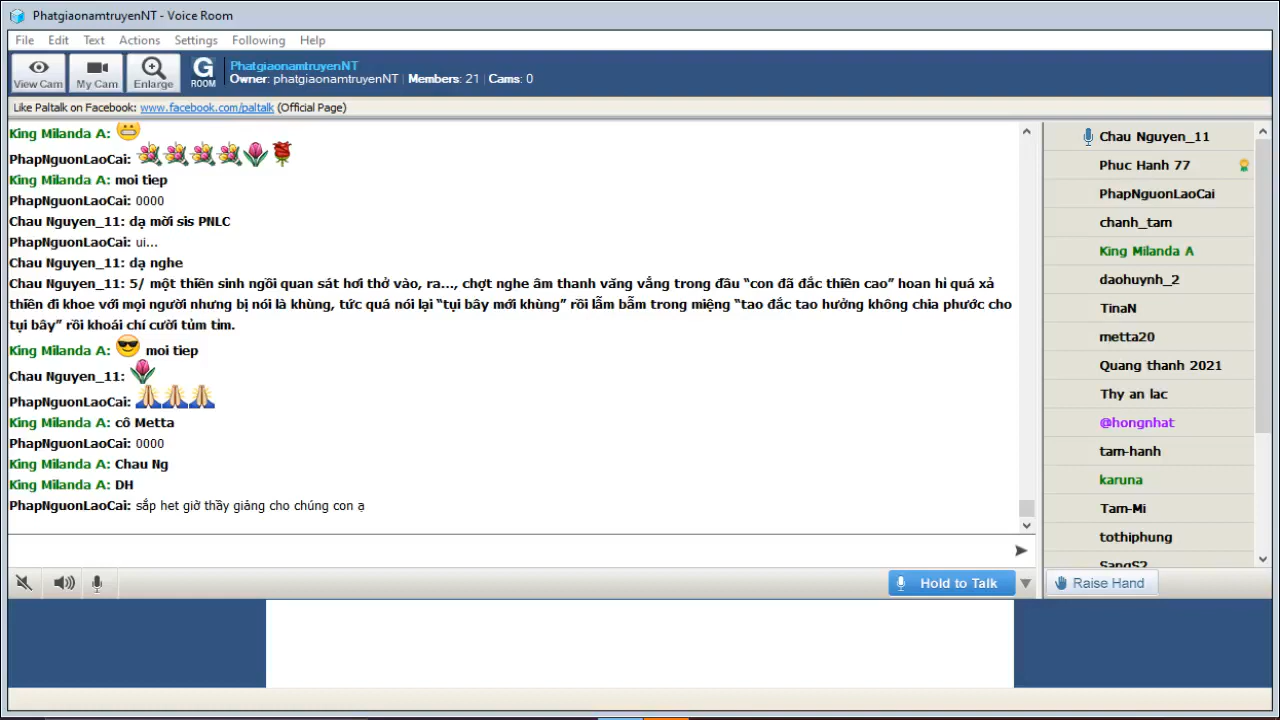 PhatgiaonamtruyenNT - Voice Room
File Edit Text Actions Settings Following Help
View Cam My Cam Enlarge G ROOM PhatgiaonamtruyenNT
Owner: phatgiaonamtruyenNT Members: 21 Cams: 0
Like Paltalk on Facebook: www.facebook.com/paltalk (Official Page)
King Milanda A:
PhapNguonLaoCai:
King Milanda A: moi tiep
PhapNguonLaoCai: 0000
Chau Nguyen_11: dạ mời sis PNLC
PhapNguonLaoCai: ui...
Chau Nguyen_11: dạ nghe
Chau Nguyen_11: 5/ một thiền sinh ngồi quan sát hơi thở vào, ra..., chợt nghe âm thanh văng vẳng trong đầu “con đã đắc thiền cao” hoan hỉ quá xả
thiền đi khoe với mọi người nhưng bị nói là khùng, tức quá nói lại “tụi bây mới khùng” rồi lẩm bẩm trong miệng “tao đắc tao hưởng không chia phước cho
tụi bây” rồi khoái chí cười tủm tỉm.
King Milanda A: moi tiep
Chau Nguyen_11:
PhapNguonLaoCai:
King Milanda A: cô Metta
PhapNguonLaoCai: 0000
King Milanda A: Chau Ng
King Milanda A: DH
PhapNguonLaoCai: sắp het giờ thầy giảng cho chúng con ạ
Hold to Talk
Chau Nguyen_11
Phuc Hanh 77
PhapNguonLaoCai
chanh_tam
King Milanda A
daohuynh_2
TinaN
metta20
Quang thanh 2021
Thy an lac
@hongnhat
tam-hanh
karuna
Tam-Mi
tothiphung
SangS2
Raise Hand